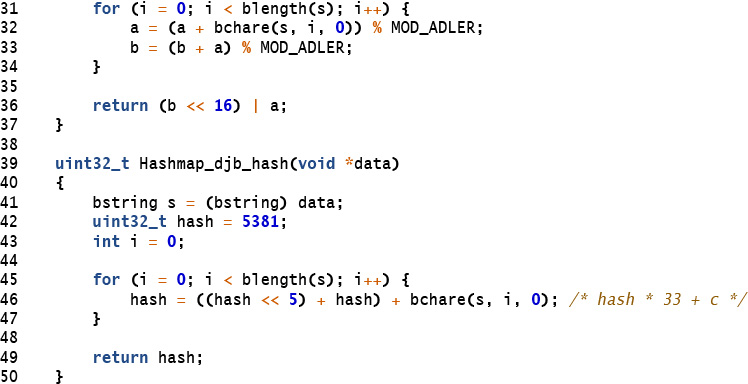 31 for (i = 0; i < blength(s); i++) {
32 a = (a + bchare(s, i, 0)) % MOD_ADLER;
33 b = (b + a) % MOD_ADLER;
34 }
35
36 return (b << 16) | a;
37 }
38
39 uint32_t Hashmap_djb_hash(void *data)
40 {
41 bstring s = (bstring) data;
42 uint32_t hash = 5381;
43 int i = 0;
44
45 for (i = 0; i < blength(s); i++) {
46 hash = ((hash << 5) + hash) + bchare(s, i, 0); /* hash * 33 + c */
47 }
48
49 return hash;
50 }